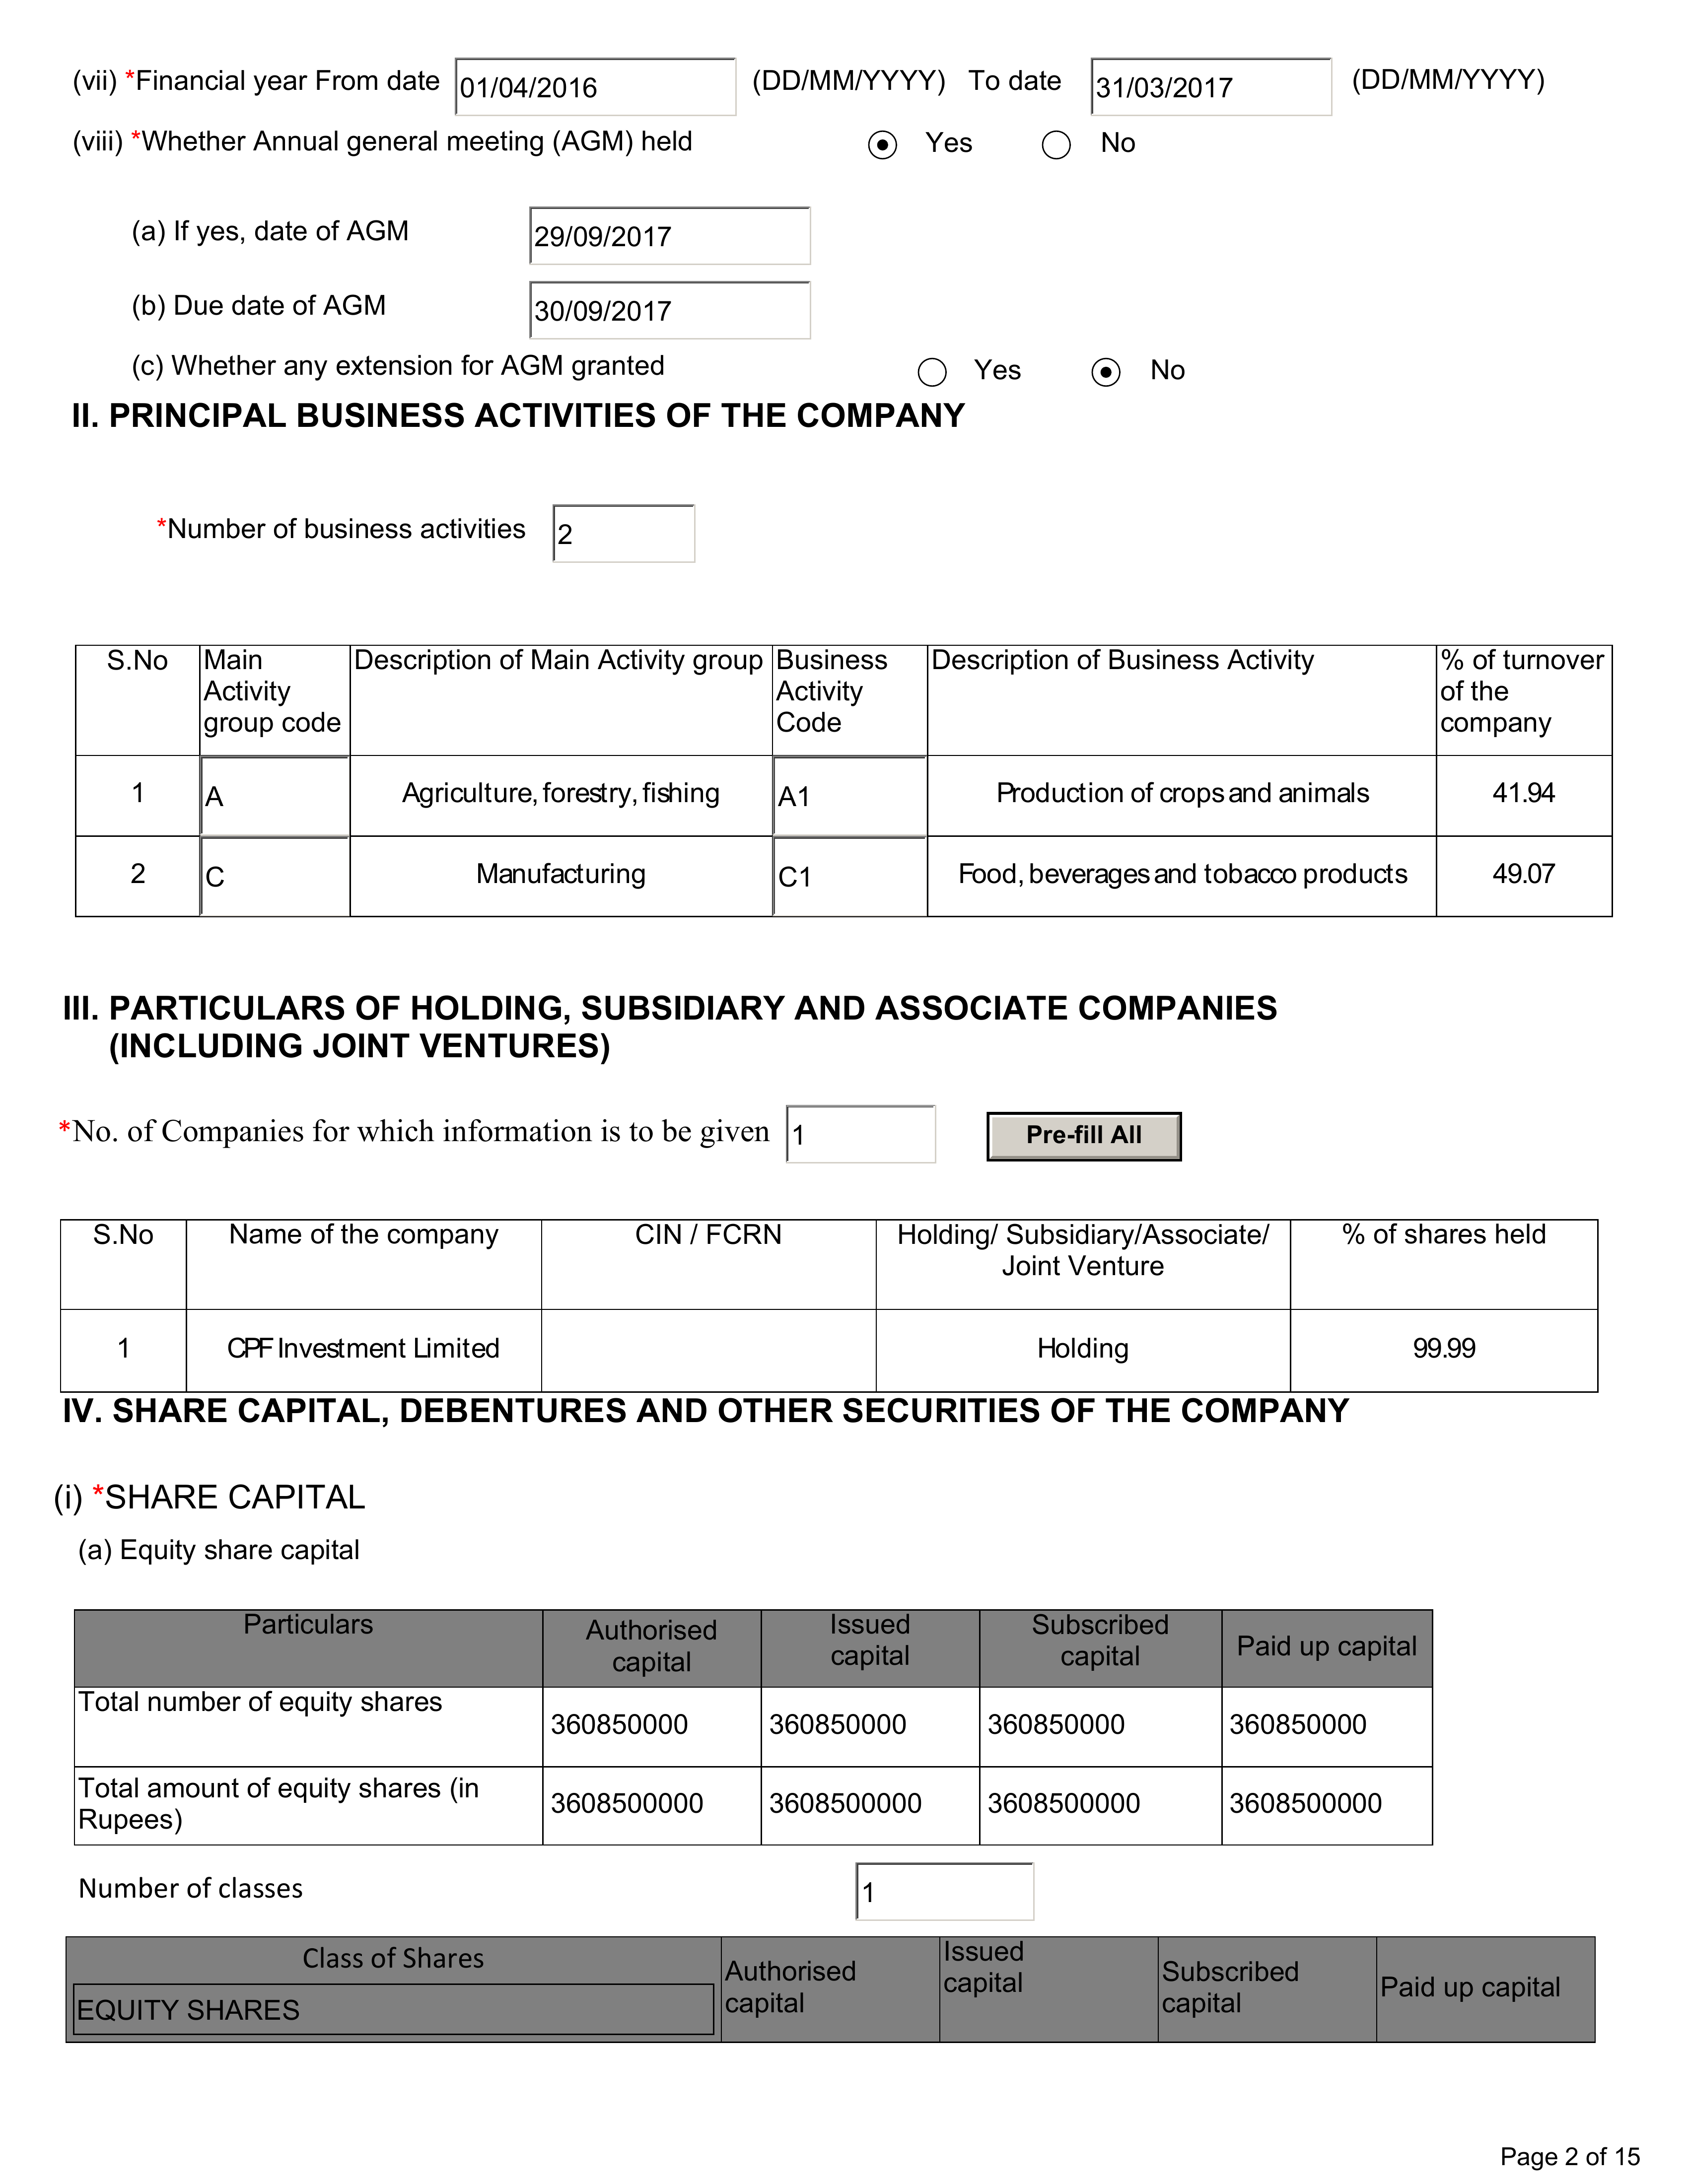 (vii) *Financial year From date 01/04/2016 (DD/MM/YYYY) To date 31/03/2017 (DD/MM/YYYY)
(viii) *Whether Annual general meeting (AGM) held Yes No
(a) If yes, date of AGM 29/09/2017
(b) Due date of AGM 30/09/2017
(c) Whether any extension for AGM granted Yes No
II. PRINCIPAL BUSINESS ACTIVITIES OF THE COMPANY
*Number of business activities 2
S.No Main Activity group code Description of Main Activity group Business Activity Code Description of Business Activity % of turnover of the company
1 A Agriculture, forestry, fishing A1 Production of crops and animals 41.94
2 C Manufacturing C1 Food, beverages and tobacco products 49.07
III. PARTICULARS OF HOLDING, SUBSIDIARY AND ASSOCIATE COMPANIES
(INCLUDING JOINT VENTURES)
*No. of Companies for which information is to be given 1 Pre-fill All
S.No Name of the company CIN / FCRN Holding/ Subsidiary/Associate/ Joint Venture % of shares held
1 CPF Investment Limited Holding 99.99
IV. SHARE CAPITAL, DEBENTURES AND OTHER SECURITIES OF THE COMPANY
(i) *SHARE CAPITAL
(a) Equity share capital
Particulars Authorised capital Issued capital Subscribed capital Paid up capital
Total number of equity shares 360850000 360850000 360850000 360850000
Total amount of equity shares (in Rupees) 3608500000 3608500000 3608500000 3608500000
Number of classes 1
Class of Shares Authorised capital Issued capital Subscribed capital Paid up capital
EQUITY SHARES
Page 2 of 15